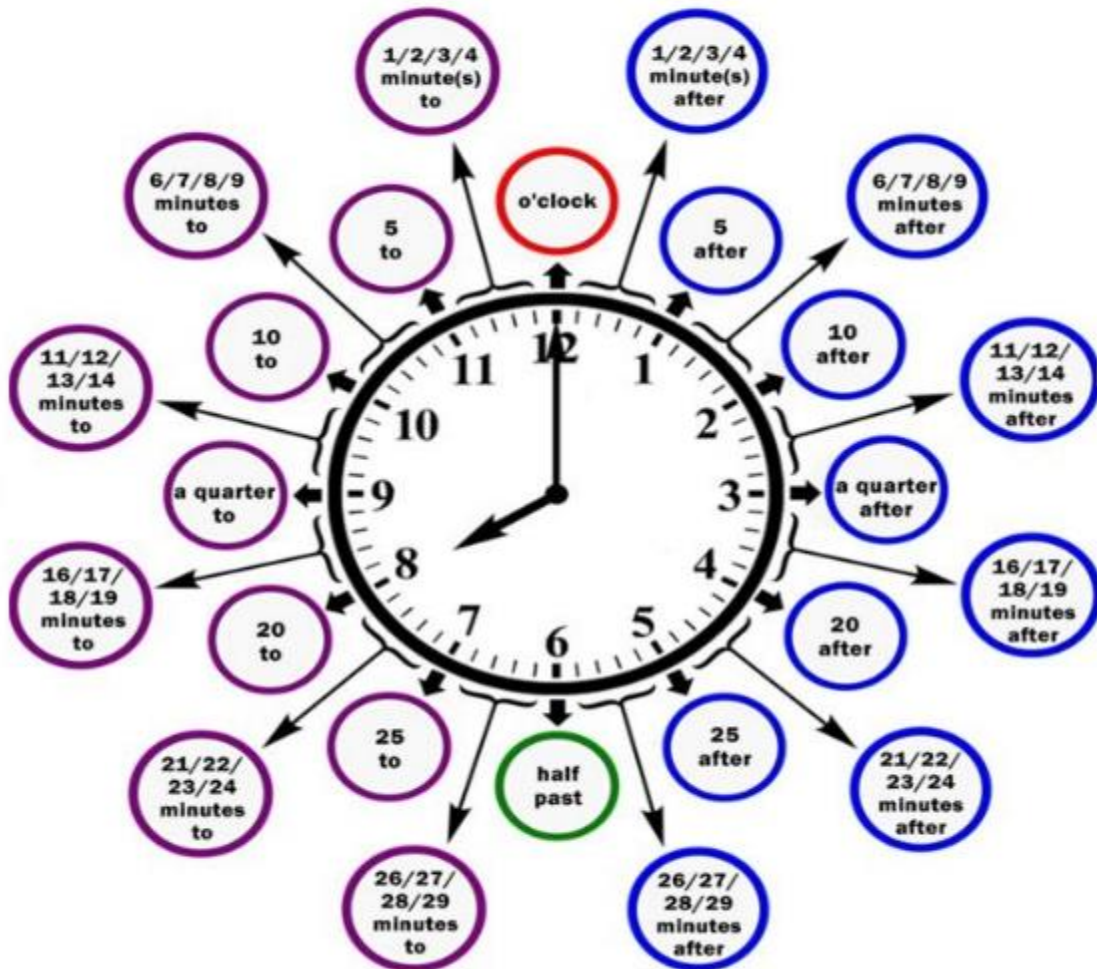 1/2/3/4
minute(s)
to
1/2/3/4
minute(s)
after
6/7/8/9
minutes
to
5
to
o'clock
5
after
6/7/8/9
minutes
after
10
to
10
after
11/12/
13/14
minutes
to
11/12/
13/14
minutes
after
a quarter
to
a quarter
after
16/17/
18/19
minutes
to
16/17/
18/19
minutes
after
20
to
20
after
21/22/
23/24
minutes
to
25
to
half
past
25
after
21/22/
23/24
minutes
after
26/27/
28/29
minutes
to
26/27/
28/29
minutes
after
12
1
2
3
4
5
6
7
8
9
10
11